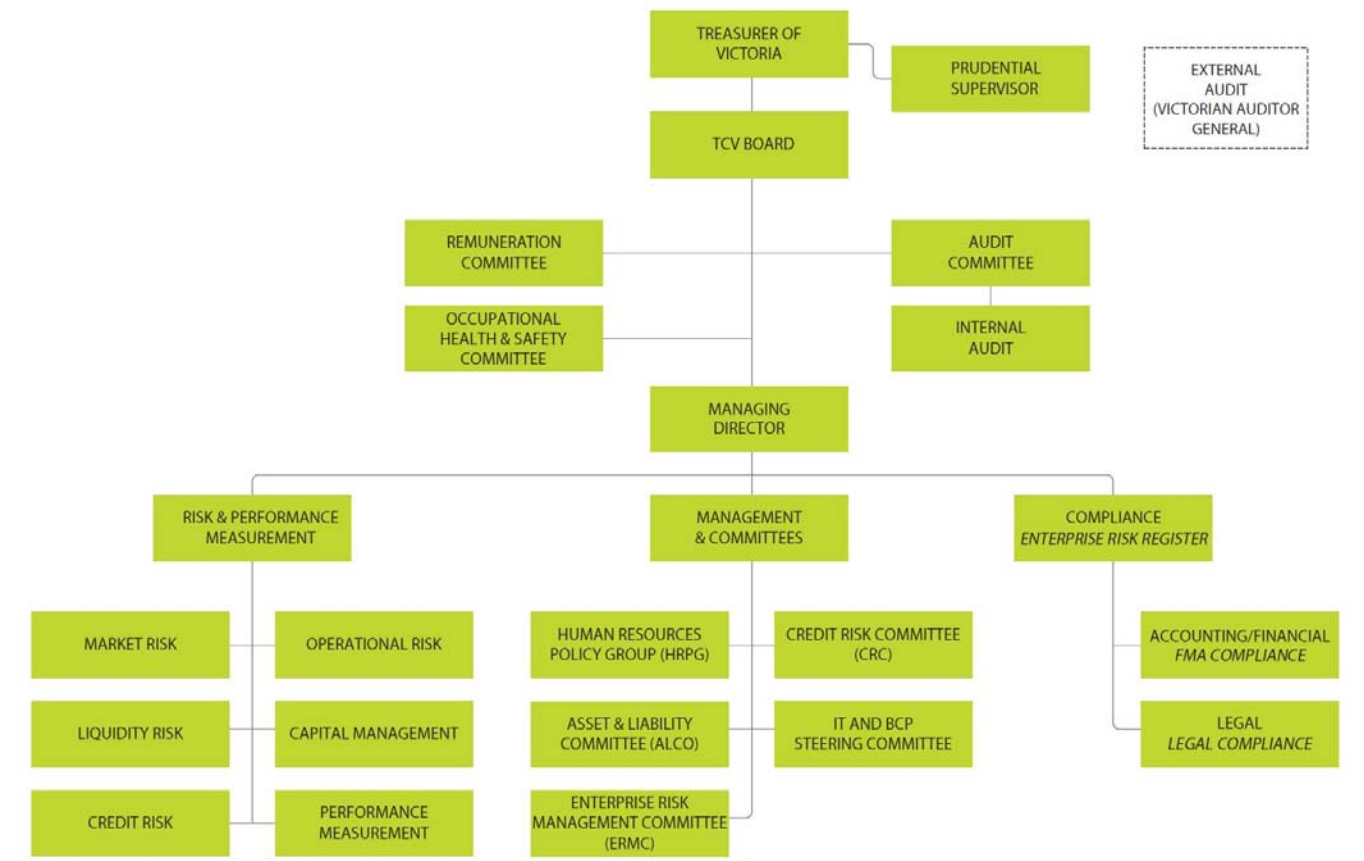 TREASURER OF
VICTORIA
PRUDENTIAL
SUPERVISOR
EXTERNAL
AUDIT
(VICTORIAN AUDITOR
GENERAL)
TCV BOARD
REMUNERATION
COMMITTEE
AUDIT
COMMITTEE
OCCUPATIONAL
HEALTH & SAFETY
COMMITTEE
INTERNAL
AUDIT
MANAGING
DIRECTOR
RISK & PERFORMANCE
MEASUREMENT
MANAGEMENT
& COMMITTEES
COMPLIANCE
ENTERPRISE RISK REGISTER
MARKET RISK
OPERATIONAL RISK
HUMAN RESOURCES
POLICY GROUP (HRPG)
CREDIT RISK COMMITTEE
(CRC)
ACCOUNTING/FINANCIAL
FMA COMPLIANCE
LIQUIDITY RISK
CAPITAL MANAGEMENT
ASSET & LIABILITY
COMMITTEE (ALCO)
IT AND BCP
STEERING COMMITTEE
LEGAL
LEGAL COMPLIANCE
CREDIT RISK
PERFORMANCE
MEASUREMENT
ENTERPRISE RISK
MANAGEMENT COMMITTEE
(ERMC)